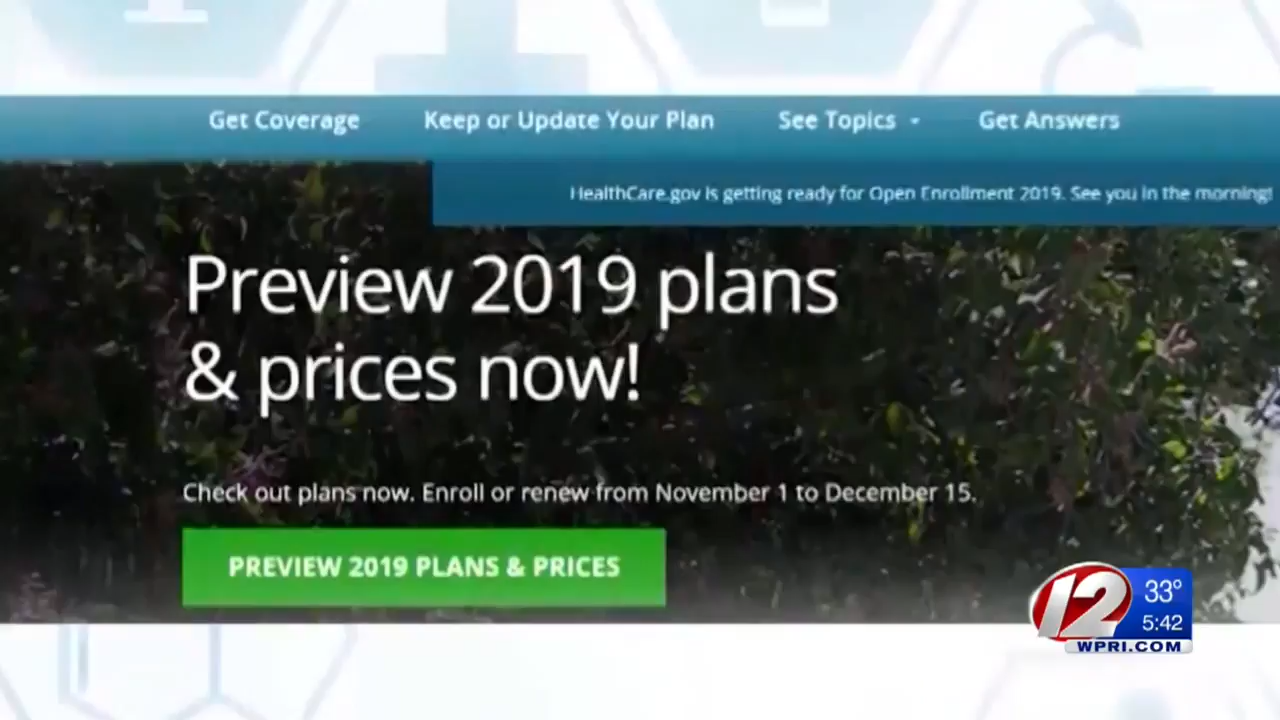 Get Coverage Keep or Update Your Plan See Topics Get Answers
HealthCare.gov is getting ready for Open Enrollment 2019. See you in the morning!
Preview 2019 plans
& prices now!
Check out plans now. Enroll or renew from November 1 to December 15.
PREVIEW 2019 PLANS & PRICES
12
33°
5:42
WPRI.COM